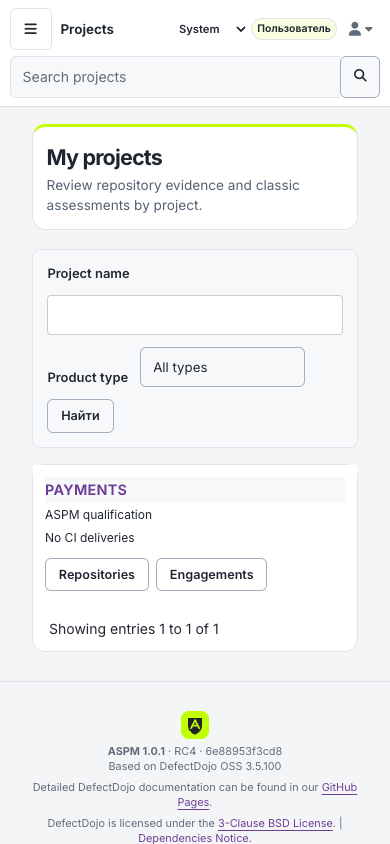 Projects
System
Пользователь
Search projects
My projects
Review repository evidence and classic
assessments by project.
Project name
Product type
All types
Найти
PAYMENTS
ASPM qualification
No CI deliveries
Repositories
Engagements
Showing entries 1 to 1 of 1
ASPM 1.0.1 · RC4 · 6e88953f3cd8
Based on DefectDojo OSS 3.5.100
Detailed DefectDojo documentation can be found in our GitHub
Pages.
DefectDojo is licensed under the 3-Clause BSD License. |
Dependencies Notice.